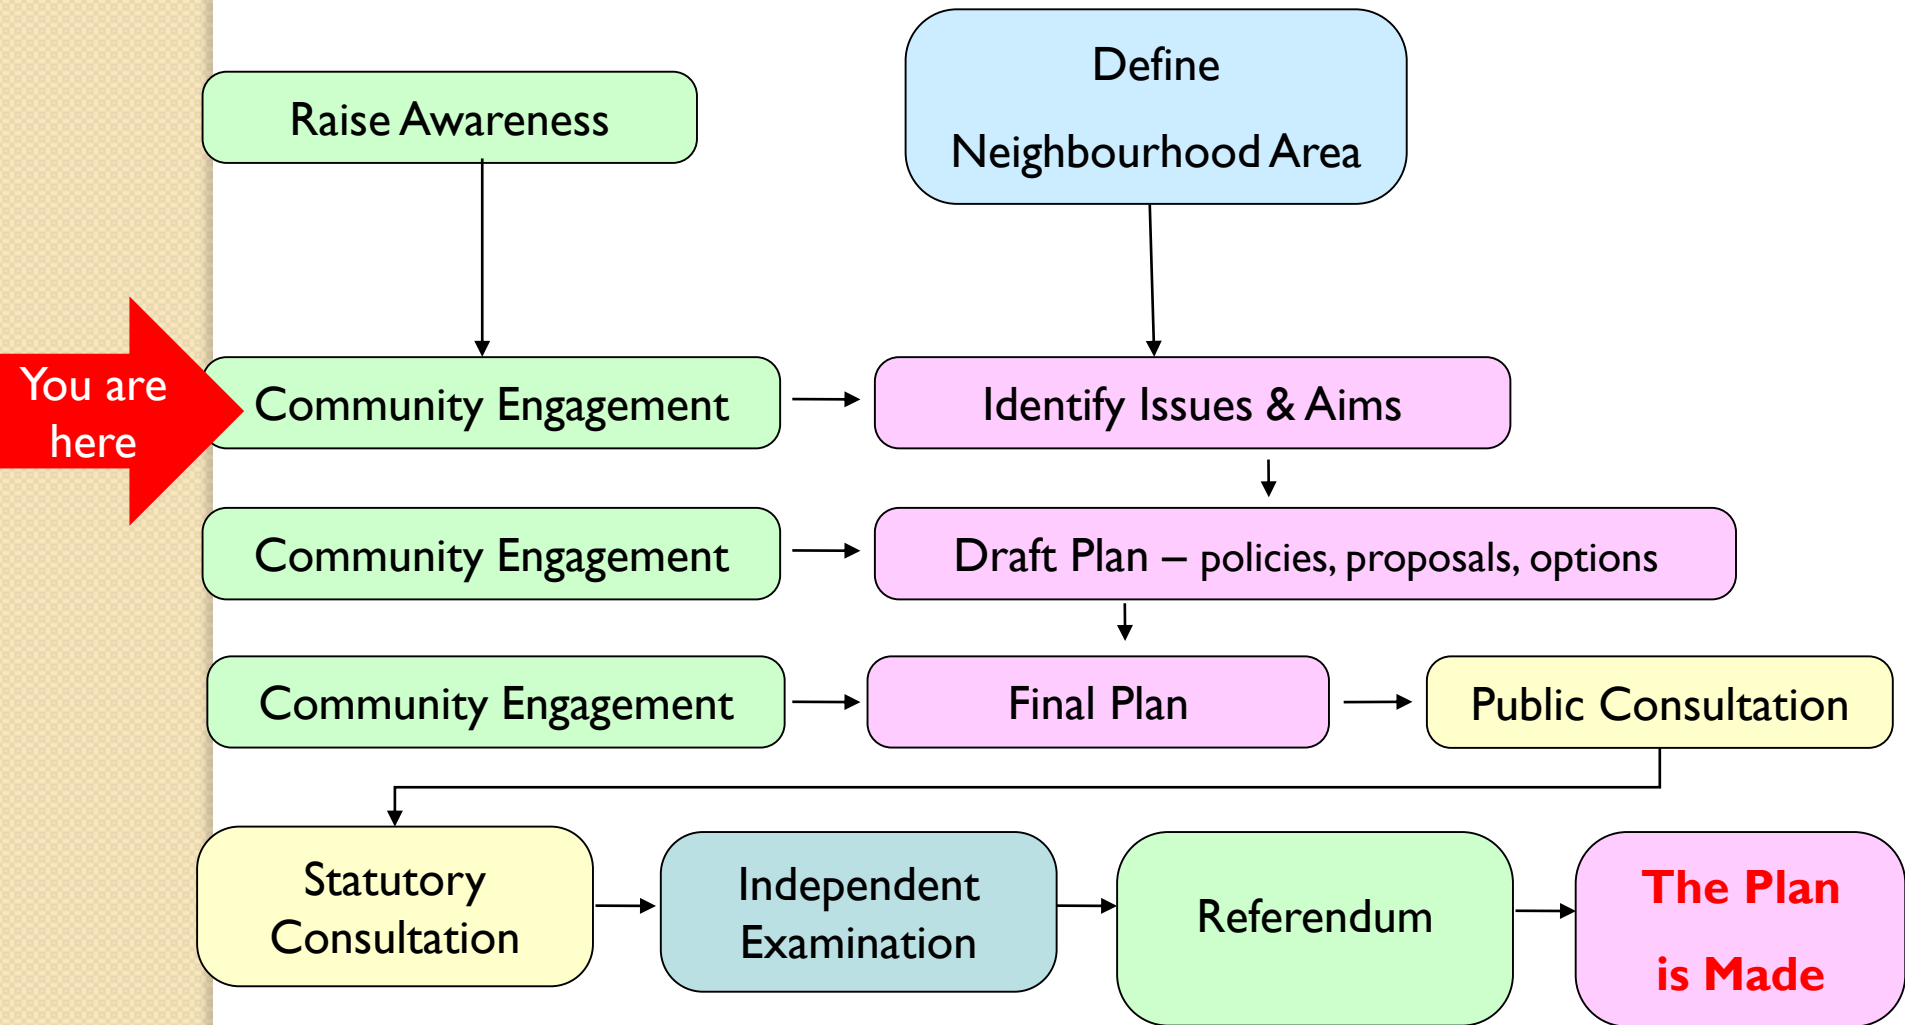 Define
Neighbourhood Area
Raise Awareness
You are
here
Community Engagement
Identify Issues & Aims
Community Engagement
Draft Plan – policies, proposals, options
Community Engagement
Final Plan
Public Consultation
Statutory
Consultation
Independent
Examination
Referendum
The Plan
is Made